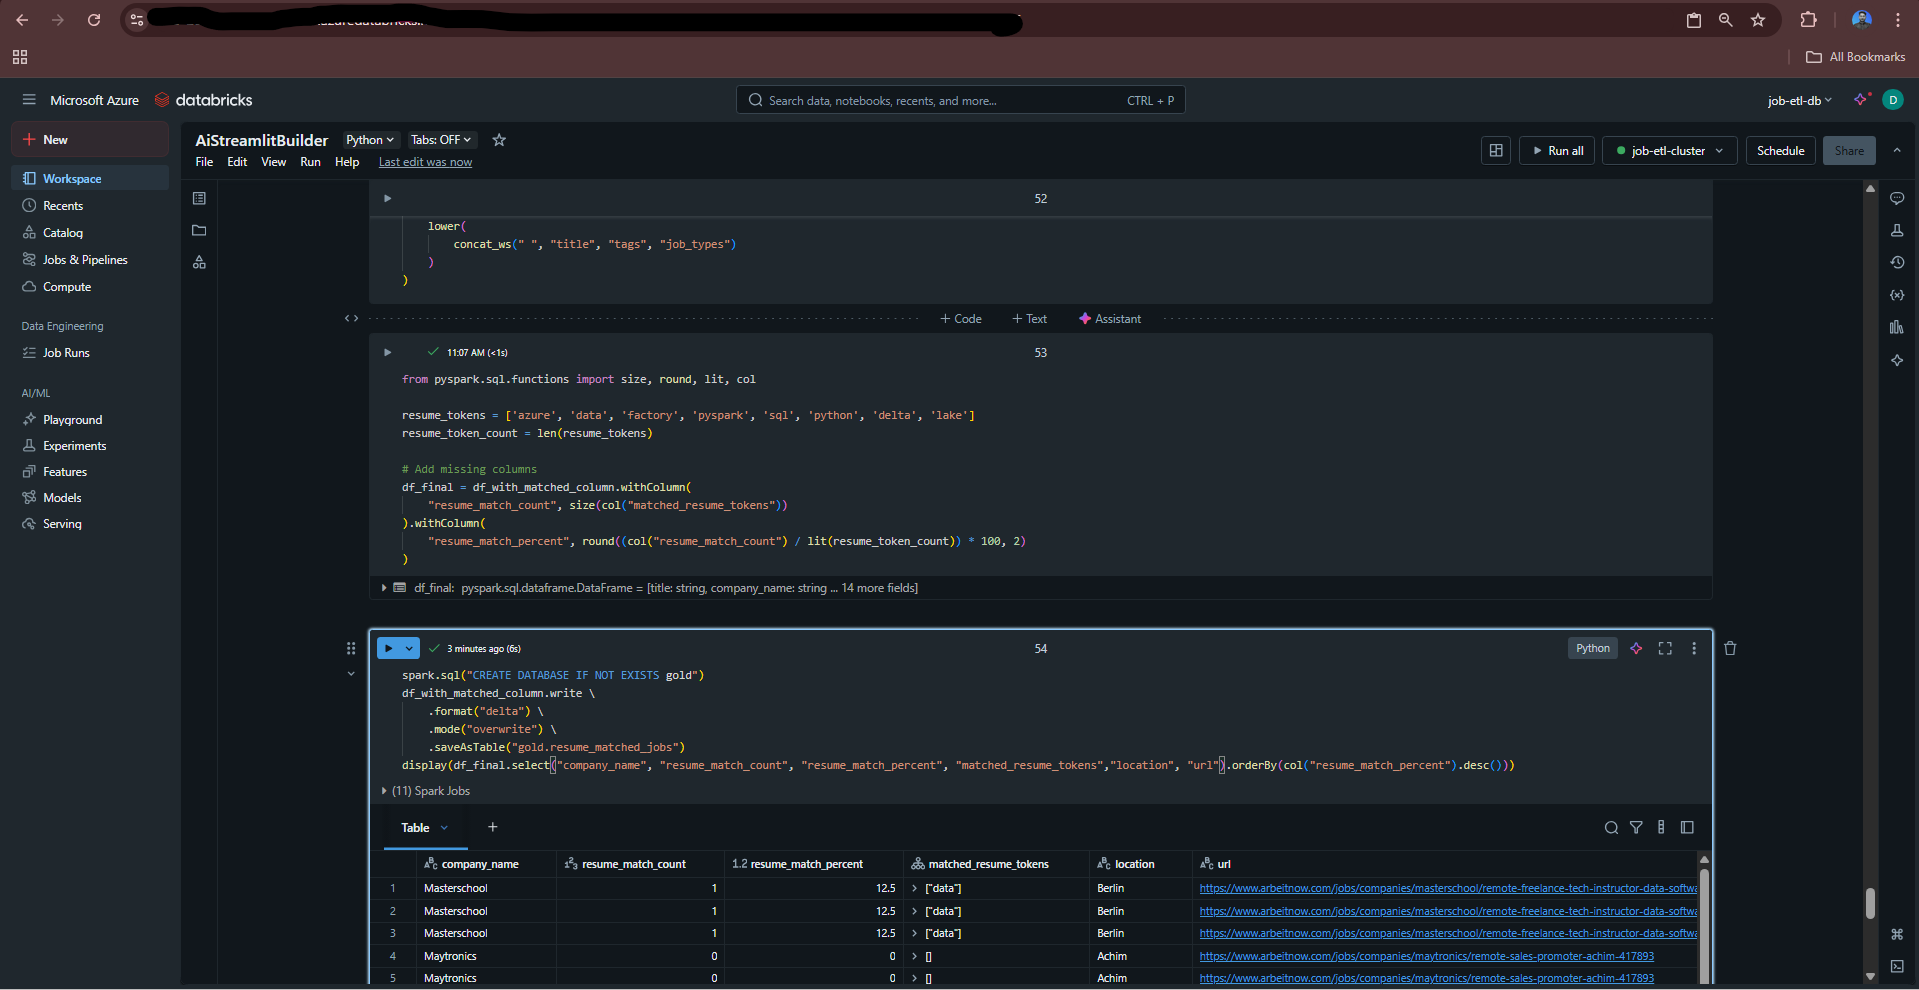 All Bookmarks
Microsoft Azure databricks
Search data, notebooks, recents, and more... CTRL + P
job-etl-db
D
New
Workspace
Recents
Catalog
Jobs & Pipelines
Compute
Data Engineering
Job Runs
AI/ML
Playground
Experiments
Features
Models
Serving
AiStreamlitBuilder Python Tabs: OFF
File Edit View Run Help Last edit was now
Run all job-etl-cluster Schedule Share
52
lower(
concat_ws(" ", "title", "tags", "job_types")
)
)
+ Code + Text Assistant
11:07 AM (<1s) 53
from pyspark.sql.functions import size, round, lit, col
resume_tokens = ['azure', 'data', 'factory', 'pyspark', 'sql', 'python', 'delta', 'lake']
resume_token_count = len(resume_tokens)
# Add missing columns
df_final = df_with_matched_column.withColumn(
"resume_match_count", size(col("matched_resume_tokens"))
).withColumn(
"resume_match_percent", round((col("resume_match_count") / lit(resume_token_count)) * 100, 2)
)
df_final: pyspark.sql.dataframe.DataFrame = [title: string, company_name: string ... 14 more fields]
3 minutes ago (6s) 54 Python
spark.sql("CREATE DATABASE IF NOT EXISTS gold")
df_with_matched_column.write \
.format("delta") \
.mode("overwrite") \
.saveAsTable("gold.resume_matched_jobs")
display(df_final.select("company_name", "resume_match_count", "resume_match_percent", "matched_resume_tokens","location", "url").orderBy(col("resume_match_percent").desc()))
(11) Spark Jobs
Table +
company_name resume_match_count 1.2 resume_match_percent matched_resume_tokens location url
1 Masterschool 1 12.5 ["data"] Berlin https://www.arbeitnow.com/jobs/companies/masterschool/remote-freelance-tech-instructor-data-softwa
2 Masterschool 1 12.5 ["data"] Berlin https://www.arbeitnow.com/jobs/companies/masterschool/remote-freelance-tech-instructor-data-softwa
3 Masterschool 1 12.5 ["data"] Berlin https://www.arbeitnow.com/jobs/companies/masterschool/remote-freelance-tech-instructor-data-softwa
4 Maytronics 0 0 [] Achim https://www.arbeitnow.com/jobs/companies/maytronics/remote-sales-promoter-achim-417893
5 Maytronics 0 0 [] Achim https://www.arbeitnow.com/jobs/companies/maytronics/remote-sales-promoter-achim-417893